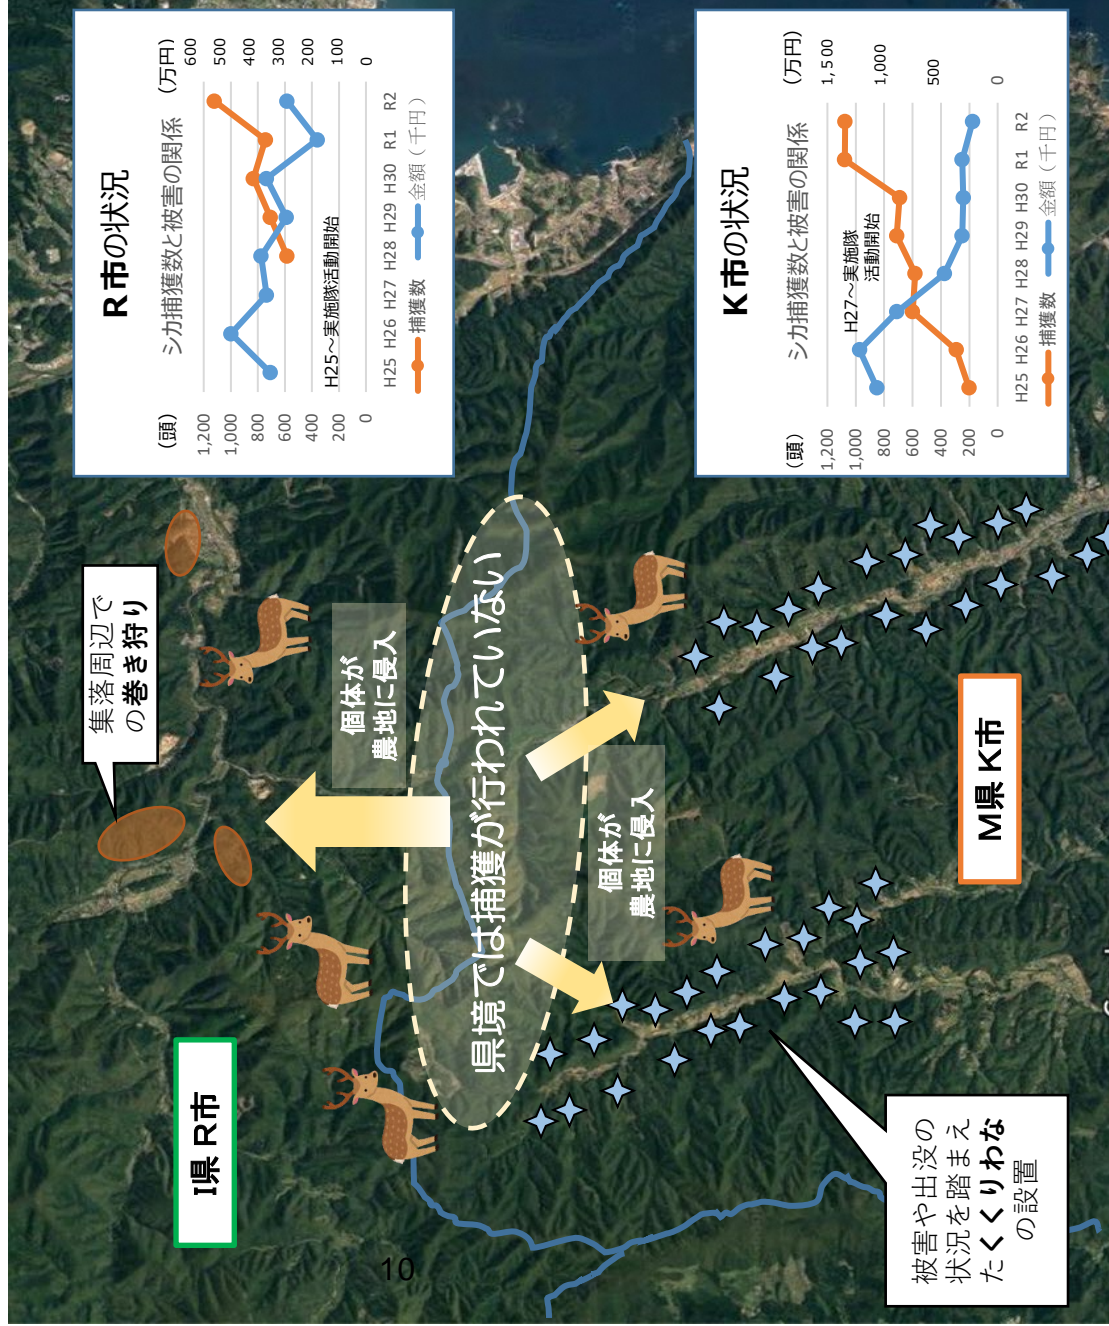 I県 R市
集落周辺で
の巻き狩り
R市の状況
シカ捕獲数と被害の関係
(頭)
(万円)
1,200
1,000
800
600
400
200
0
600
500
400
300
200
100
0
H25～実施隊活動開始
H25 H26 H27 H28 H29 H30 R1 R2
捕獲数 金額(千円)
個体が
農地に侵入
県境では捕獲が行われていない
個体が
農地に侵入
M県 K市
被害や出没の
状況を踏まえ
たくくりわな
の設置
K市の状況
シカ捕獲数と被害の関係
(頭)
(万円)
1,200
1,000
800
600
400
200
0
1,500
1,000
500
0
H27～実施隊
活動開始
H25 H26 H27 H28 H29 H30 R1 R2
捕獲数 金額(千円)
10